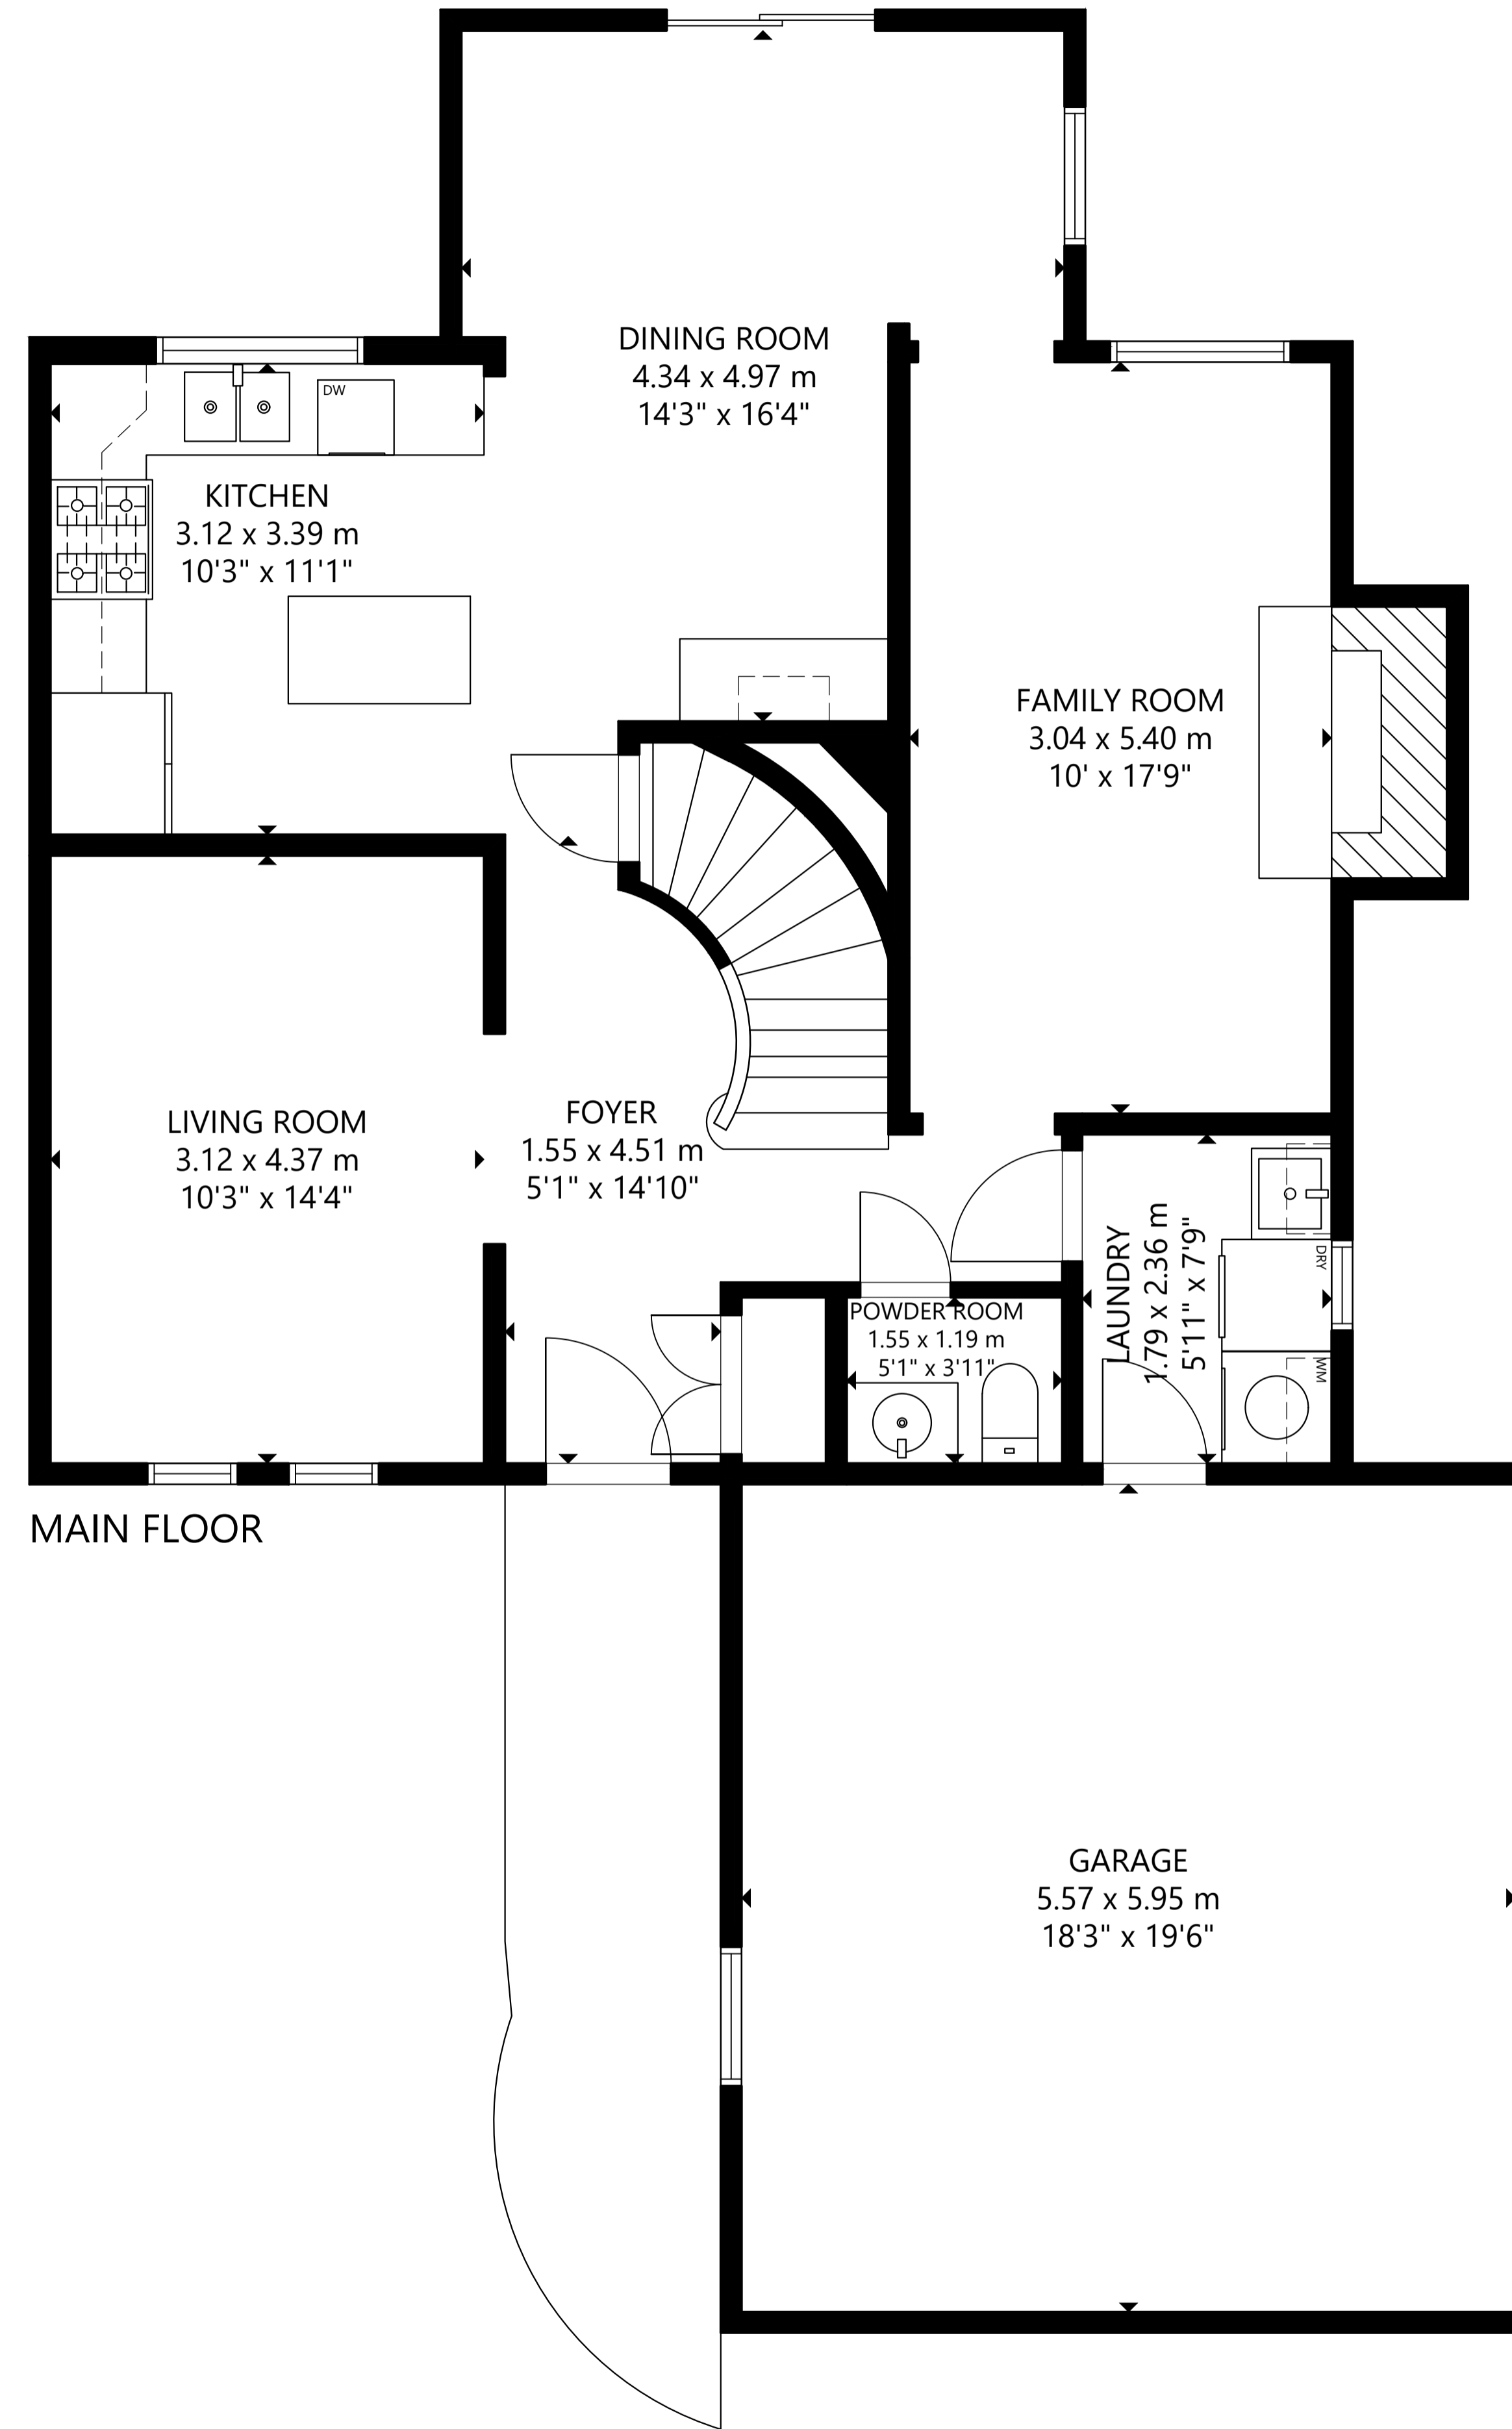 DINING ROOM
4.34 x 4.97 m
14'3" x 16'4"
DW
KITCHEN
3.12 x 3.39 m
10'3" x 11'1"
FAMILY ROOM
3.04 x 5.40 m
10' x 17'9"
LIVING ROOM
3.12 x 4.37 m
10'3" x 14'4"
FOYER
1.55 x 4.51 m
5'1" x 14'10"
LAUNDRY
1.79 x 2.36 m
5'11" x 7'9"
DRY
WM
POWDER ROOM
1.55 x 1.19 m
5'1" x 3'11"
MAIN FLOOR
GARAGE
5.57 x 5.95 m
18'3" x 19'6"